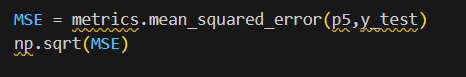 MSE = metrics.mean_squared_error(p5,y_test)
np.sqrt(MSE)